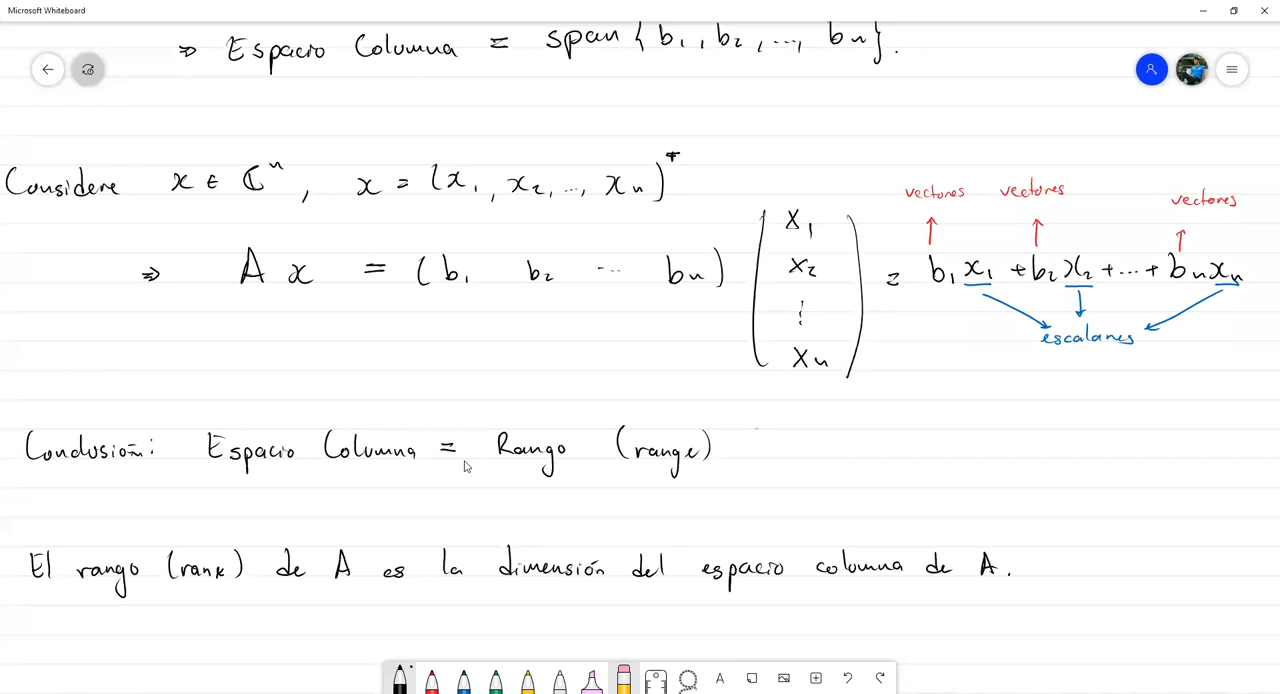 Microsoft Whiteboard
⇒ Espacio Columna = span { b₁, b₂, ..., bₙ}.
Considere x ∈ ℂⁿ, x = (x₁, x₂, ..., xₙ)ᵀ
vectores vectores vectores
⇒ A x = (b₁ b₂ ... bₙ) (x₁ x₂ ⋮ xₙ) = b₁x₁ + b₂x₂ + ... + bₙxₙ
escalares
Conclusión: Espacio Columna = Rango (range)
El rango (rank) de A es la dimensión del espacio columna de A.